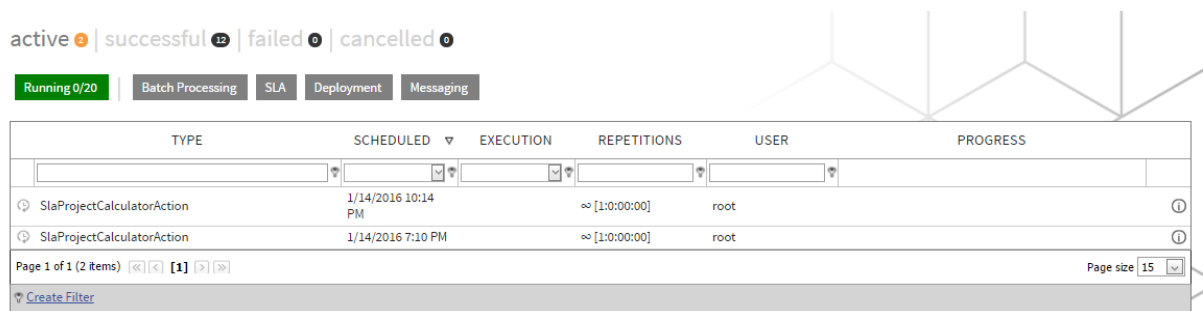 active 2 | successful 12 | failed 0 | cancelled 0
Running 0/20 Batch Processing SLA Deployment Messaging
TYPE SCHEDULED EXECUTION REPETITIONS USER PROGRESS
SlaProjectCalculatorAction 1/14/2016 10:14 PM ∞ [1:0:00:00] root
SlaProjectCalculatorAction 1/14/2016 7:10 PM ∞ [1:0:00:00] root
Page 1 of 1 (2 items) [1] Page size 15
Create Filter